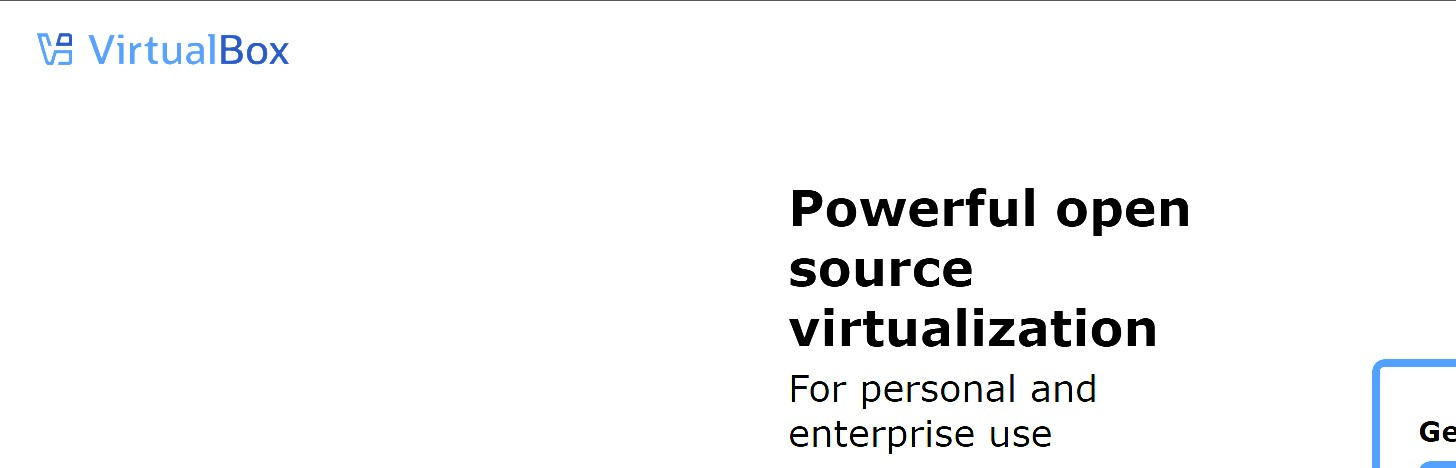 VirtualBox
Powerful open
source
virtualization
For personal and
enterprise use